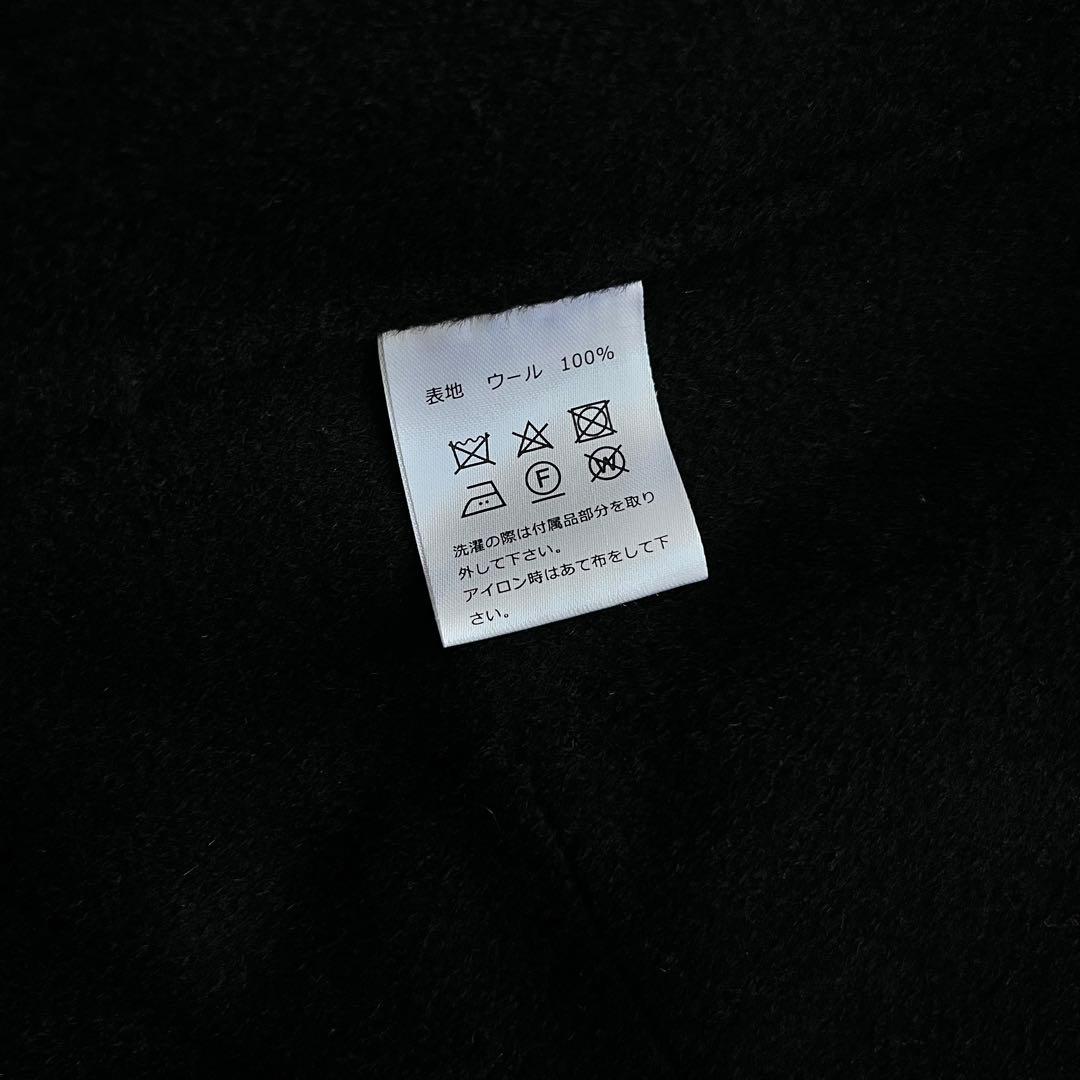 表地 ウール 100%
F W
洗濯の際は付属品部分を取り
外して下さい。
アイロン時はあて布をして下
さい。